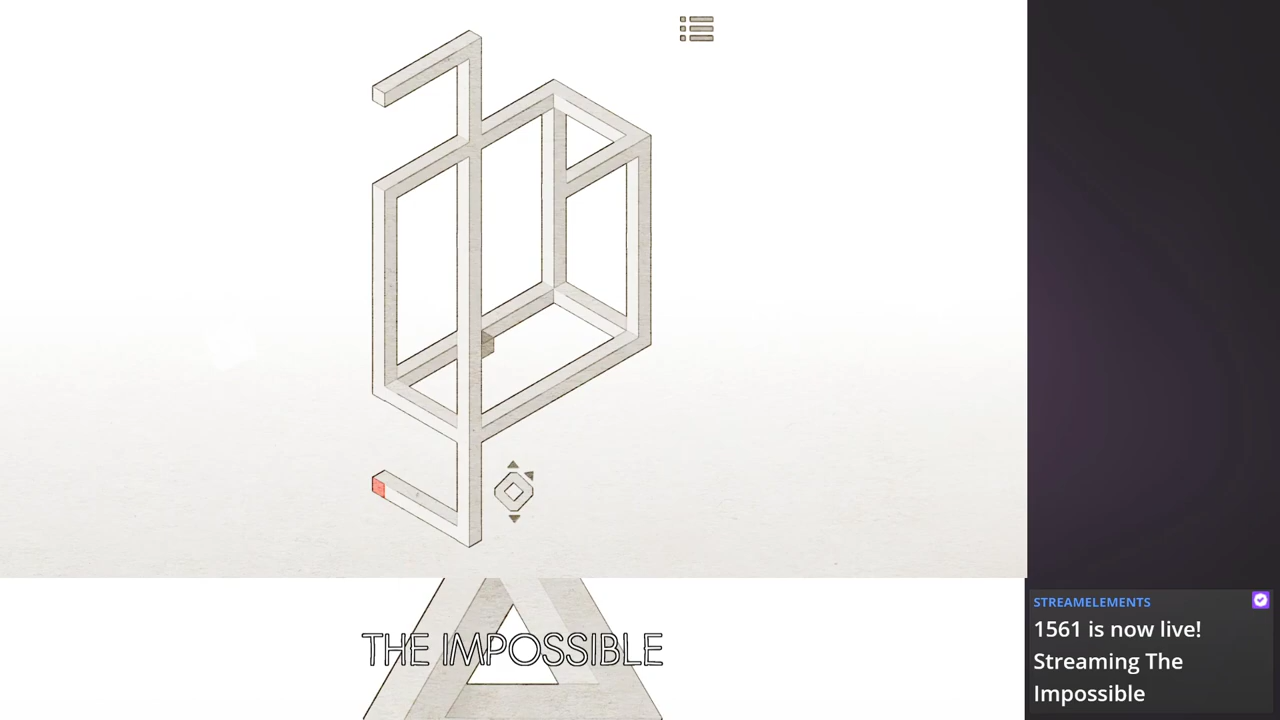 THE IMPOSSIBLE
STREAMELEMENTS
1561 is now live!
Streaming The
Impossible